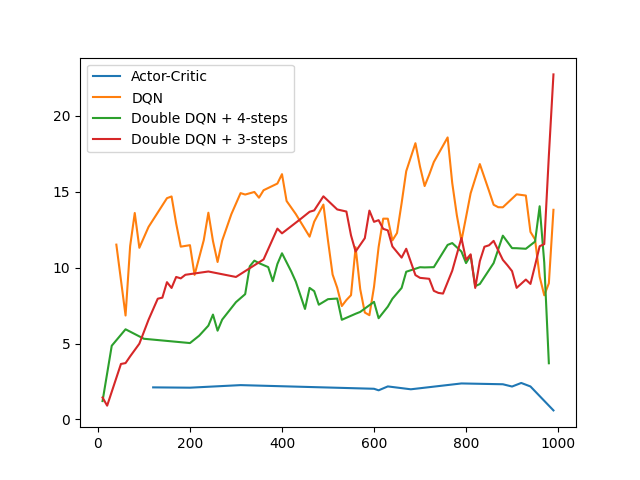 Actor-Critic
DQN
Double DQN + 4-steps
Double DQN + 3-steps
20
15
10
5
0
0 200 400 600 800 1000